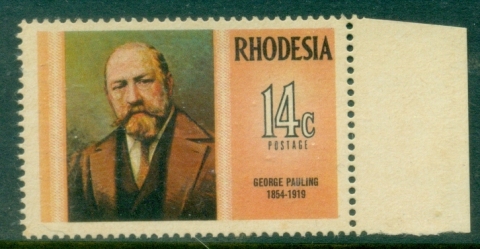 RHODESIA
14c
POSTAGE
GEORGE PAULING
1854-1919